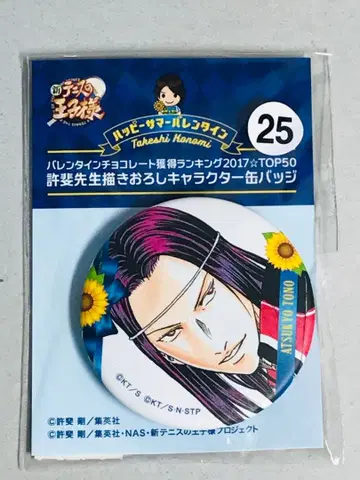 新テニスの
王子様
ハッピーサマーバレンタイン
Takeshi Konomi
25
バレンタインチョコレート獲得ランキング2017☆TOP50
許斐先生描きおろしキャラクター缶バッジ
ATSUKYO TONO
©KT/S ©KT/S·N·STP
©許斐 剛/集英社
©許斐 剛/集英社・NAS・新テニスの王子様プロジェクト